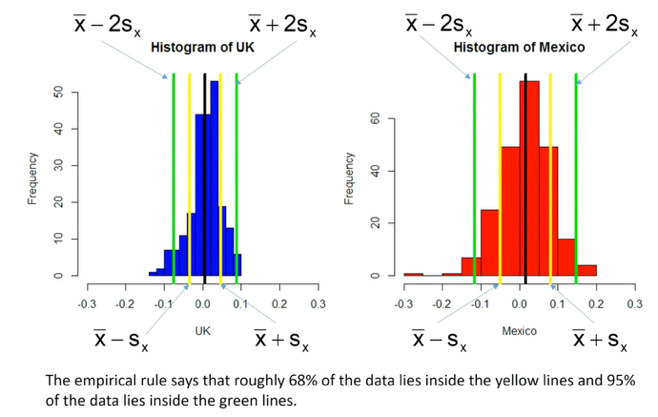 x̅ – 2sₓ
x̅ + 2sₓ
Histogram of UK
Frequency
50
40
30
20
10
0
-0.3 -0.2 -0.1 0.0 0.1 0.2 0.3
UK
x̅ – sₓ
x̅ + sₓ
x̅ – 2sₓ
x̅ + 2sₓ
Histogram of Mexico
Frequency
60
40
20
0
-0.3 -0.2 -0.1 0.0 0.1 0.2 0.3
Mexico
x̅ – sₓ
x̅ + sₓ
The empirical rule says that roughly 68% of the data lies inside the yellow lines and 95%
of the data lies inside the green lines.